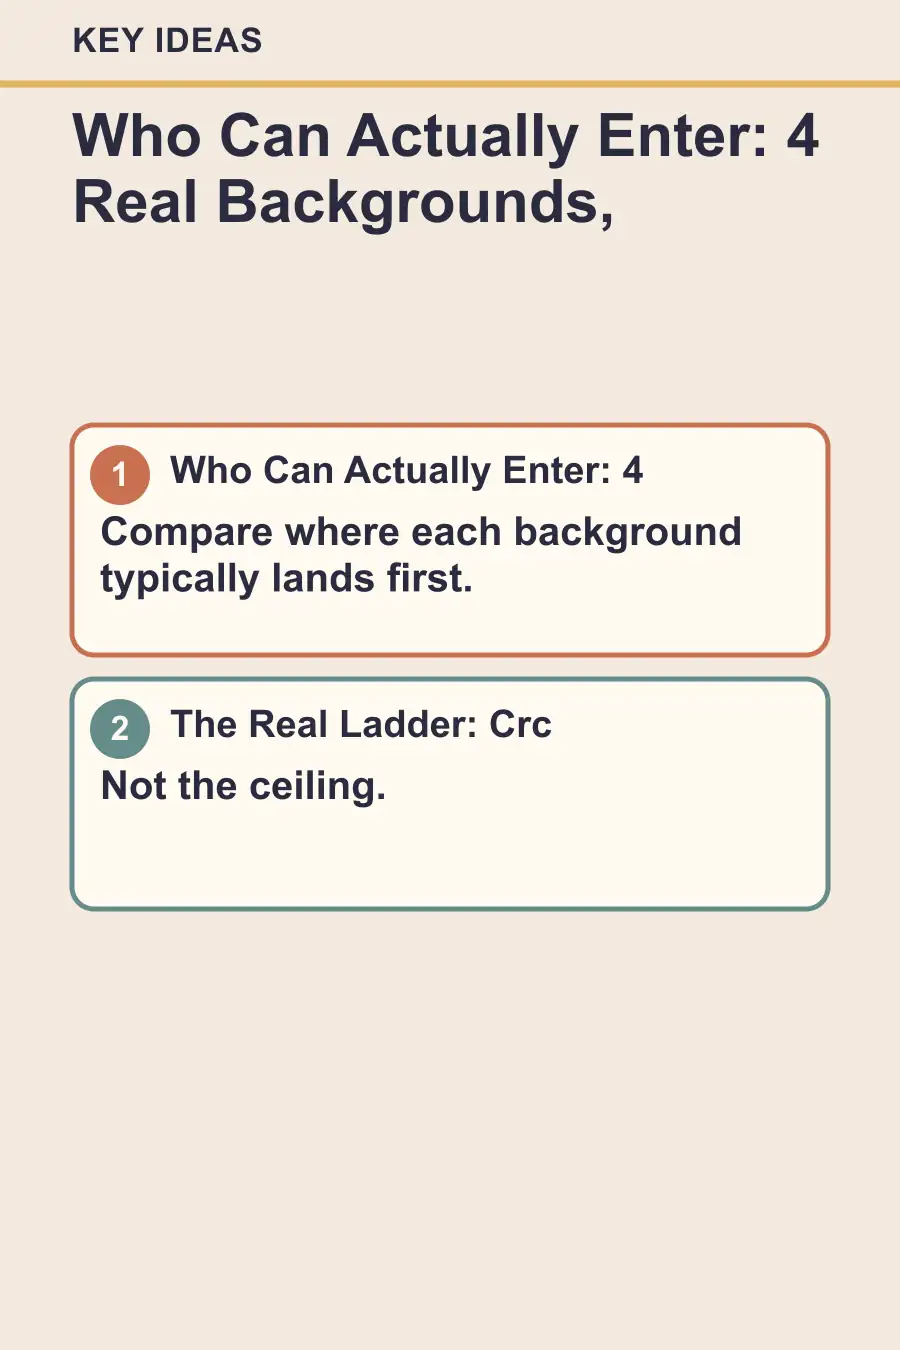 KEY IDEAS
Who Can Actually Enter: 4
Real Backgrounds,
1 Who Can Actually Enter: 4
Compare where each background
typically lands first.
2 The Real Ladder: Crc
Not the ceiling.